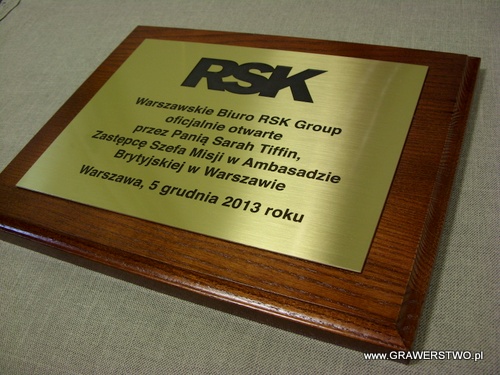 RSK
Warszawskie Biuro RSK Group
oficjalnie otwarte
przez Panią Sarah Tiffin,
Zastępcę Szefa Misji w Ambasadzie
Brytyjskiej w Warszawie
Warszawa, 5 grudnia 2013 roku
www.GRAWERSTWO.pl